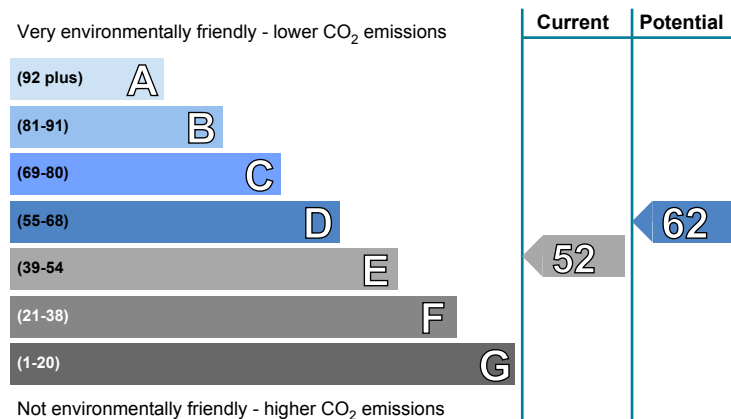 Very environmentally friendly - lower CO₂ emissions
Current
Potential
(92 plus) A
(81-91) B
(69-80) C
(55-68) D
62
(39-54 E
52
(21-38) F
(1-20) G
Not environmentally friendly - higher CO₂ emissions